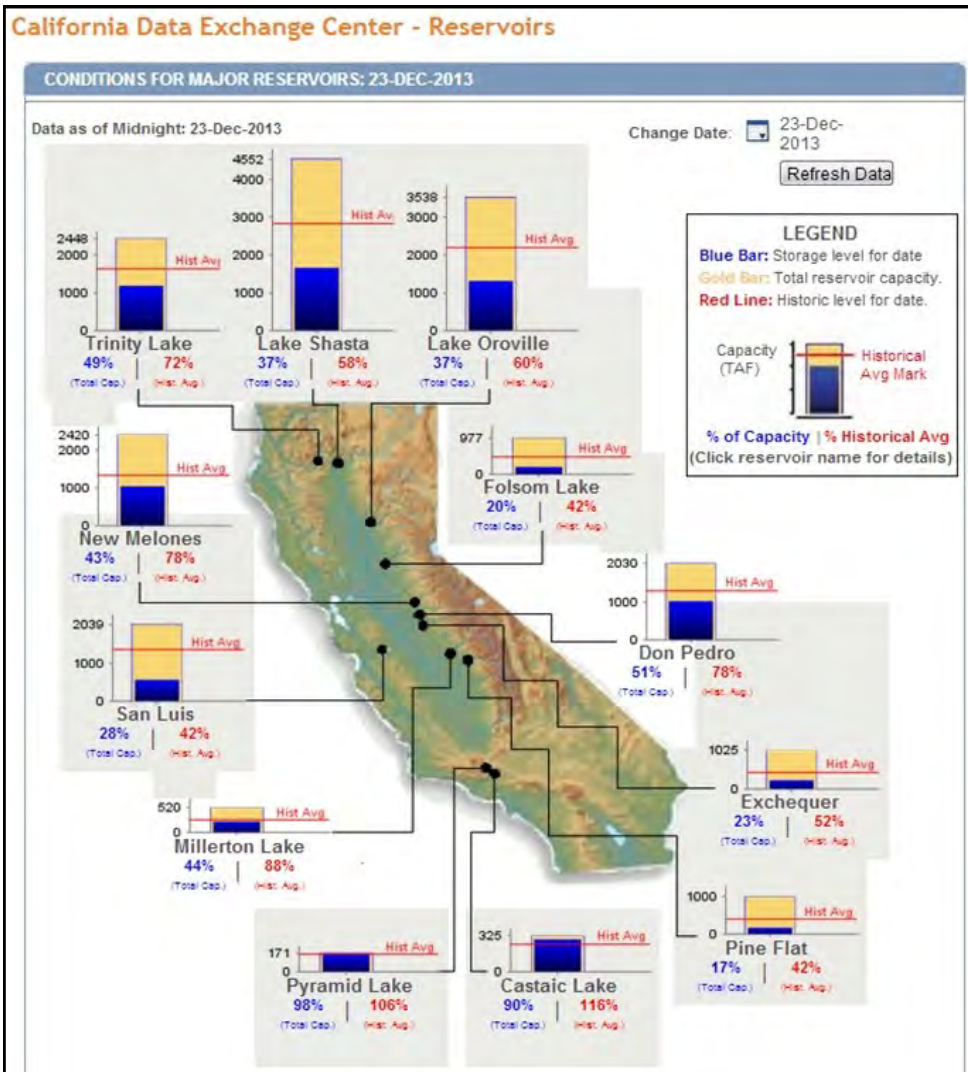 California Data Exchange Center - Reservoirs
CONDITIONS FOR MAJOR RESERVOIRS: 23-DEC-2013
Data as of Midnight: 23-Dec-2013
Change Date:
23-Dec-
2013
Refresh Data
LEGEND
Blue Bar: Storage level for date
Gold Bar: Total reservoir capacity.
Red Line: Historic level for date.
Capacity
(TAF)
Historical
Avg Mark
% of Capacity | % Historical Avg
(Click reservoir name for details)
2448
2000
1000
0
Hist Avg
Trinity Lake
49% | 72%
(Total Cap.) (Hist. Avg.)
4552
4000
3000
2000
1000
0
Hist Av
Lake Shasta
37% | 58%
(Total Cap.) (Hist. Avg.)
3538
3000
2000
1000
0
Hist Avg
Lake Oroville
37% | 60%
(Total Cap.) (Hist. Avg.)
977
0
Hist Avg
Folsom Lake
20% | 42%
(Total Cap.) (Hist. Avg.)
2420
2000
1000
0
Hist Avg
New Melones
43% | 78%
(Total Cap.) (Hist. Avg.)
2030
1000
0
Hist Avg
Don Pedro
51% | 78%
(Total Cap.) (Hist. Avg.)
2039
1000
0
Hist Avg
San Luis
28% | 42%
(Total Cap.) (Hist. Avg.)
1025
0
Hist Avg
Exchequer
23% | 52%
(Total Cap.) (Hist. Avg.)
520
0
Hist Avg
Millerton Lake
44% | 88%
(Total Cap.) (Hist. Avg.)
1000
0
Hist Avg
Pine Flat
17% | 42%
(Total Cap.) (Hist. Avg.)
171
0
Hist Avg
Pyramid Lake
98% | 106%
(Total Cap.) (Hist. Avg.)
325
0
Hist Avg
Castaic Lake
90% | 116%
(Total Cap.) (Hist. Avg.)